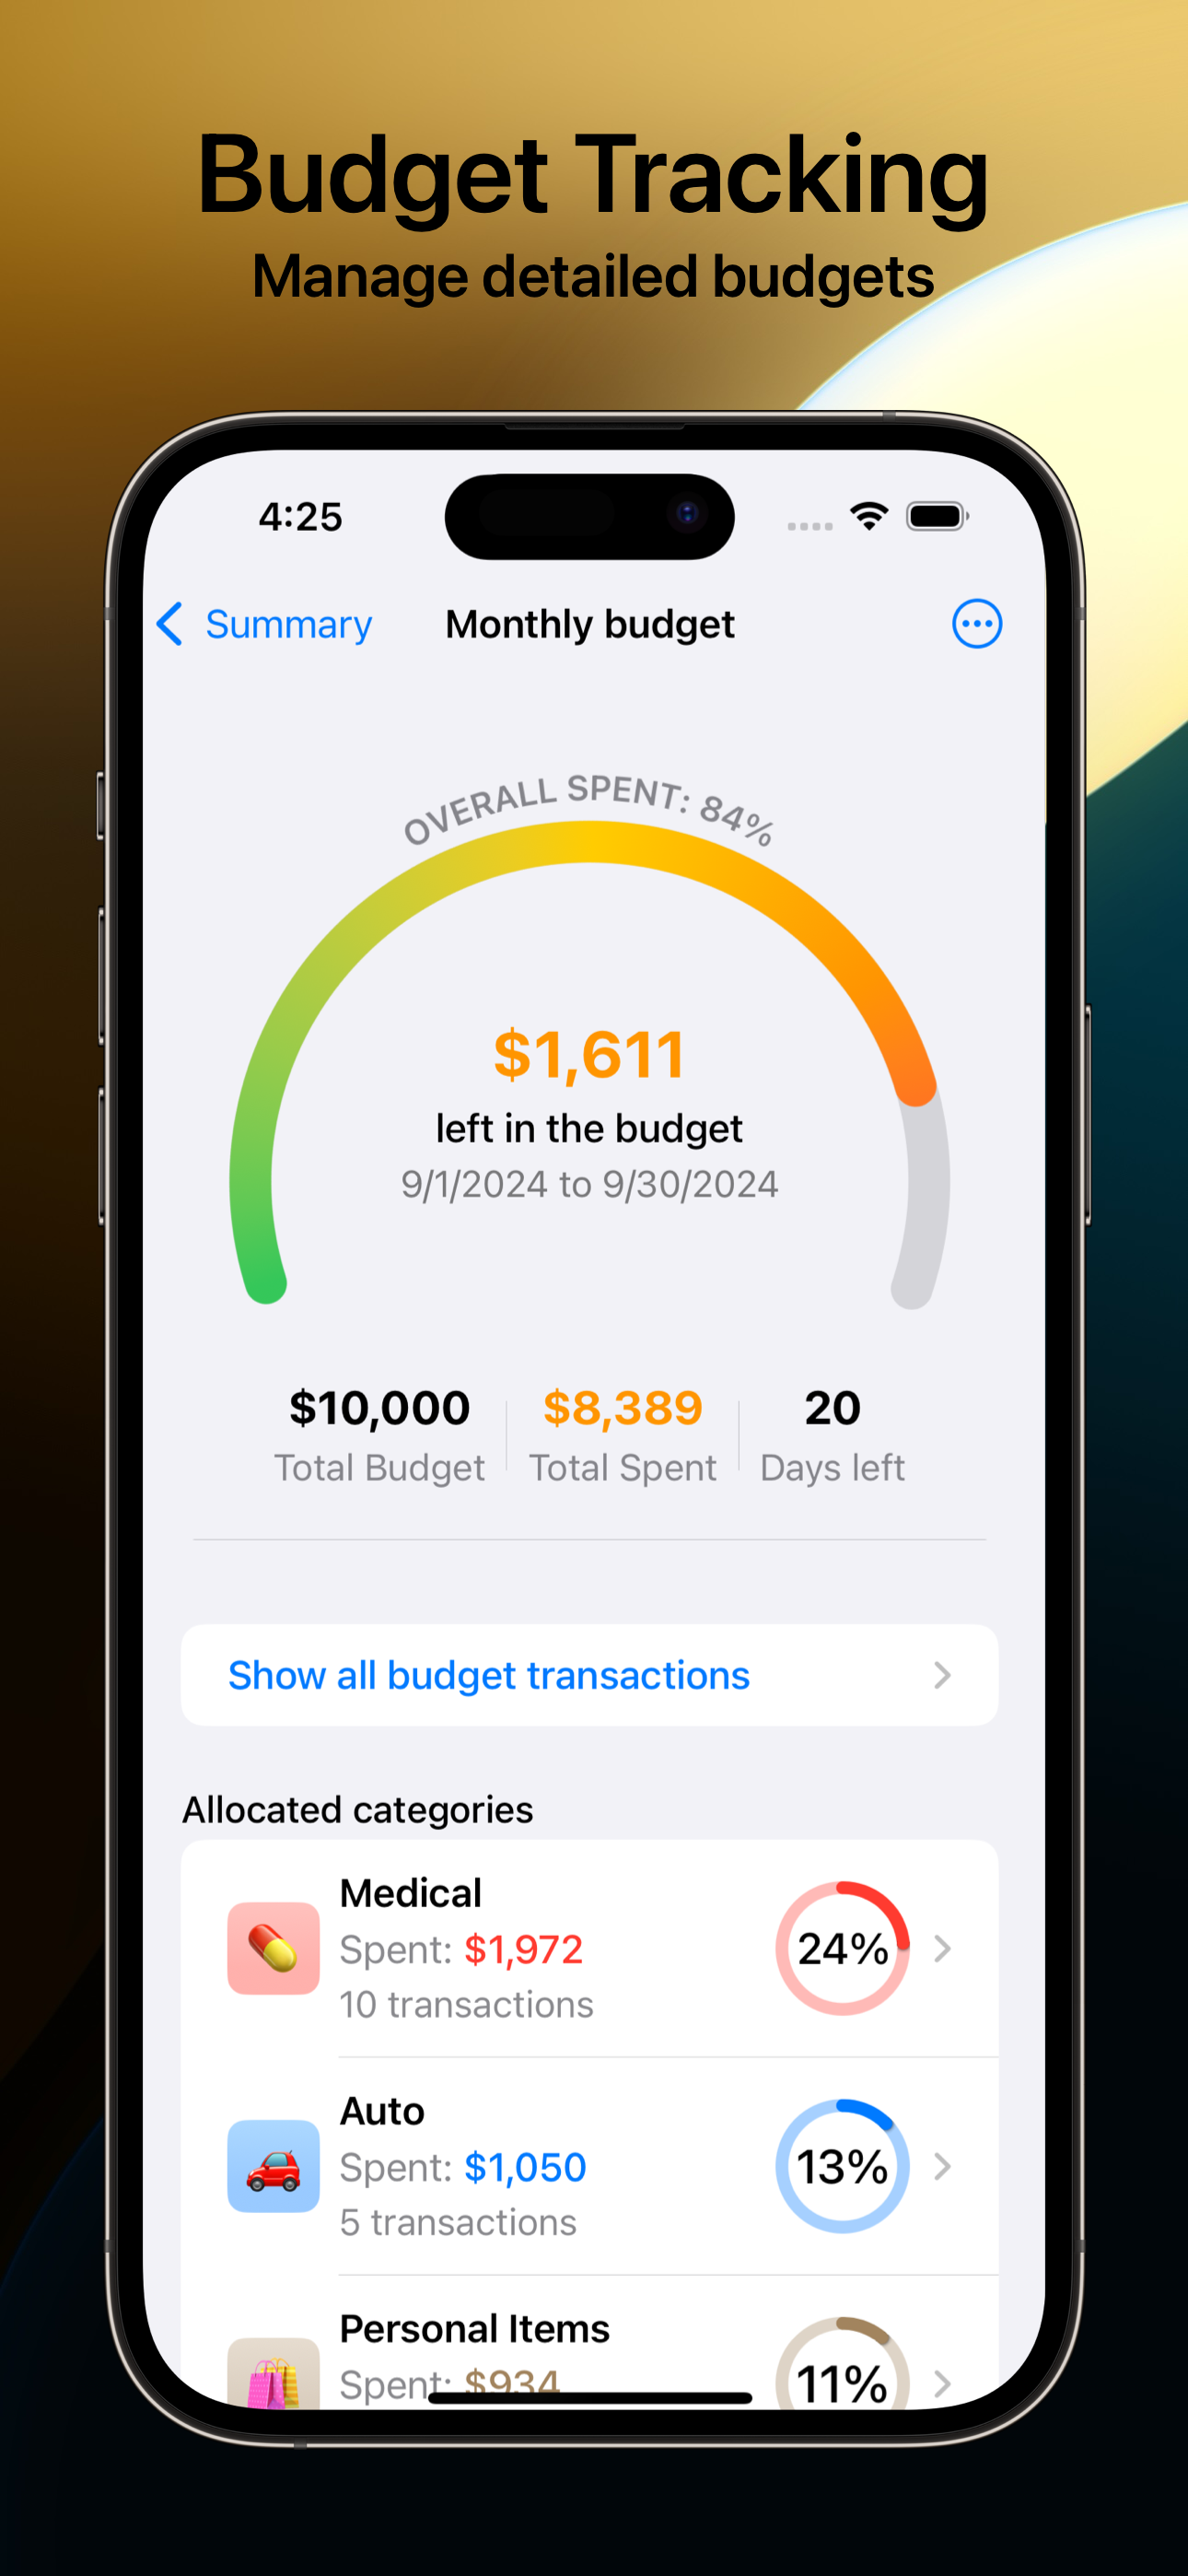 Budget Tracking
Manage detailed budgets
4:25
Summary
Monthly budget
OVERALL SPENT: 84%
$1,611
left in the budget
9/1/2024 to 9/30/2024
$10,000
Total Budget
$8,389
Total Spent
20
Days left
Show all budget transactions
Allocated categories
Medical
Spent: $1,972
10 transactions
24%
Auto
Spent: $1,050
5 transactions
13%
Personal Items
Spent: $934
11%